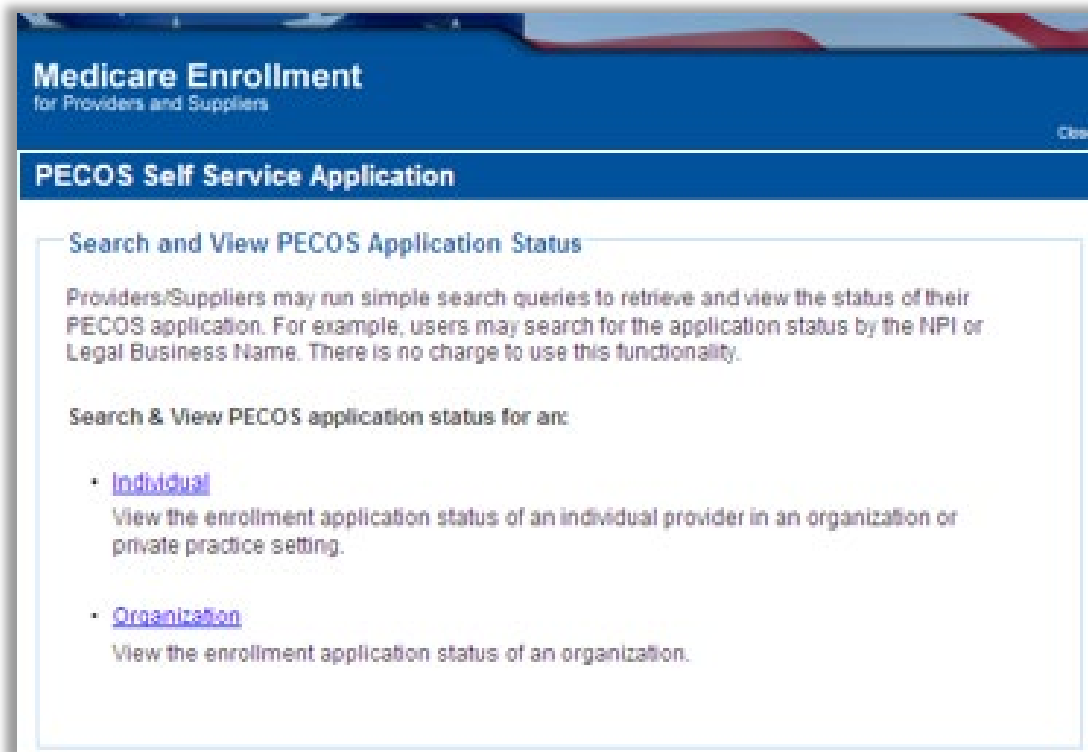 Medicare Enrollment
for Providers and Suppliers
PECOS Self Service Application
Search and View PECOS Application Status
Providers/Suppliers may run simple search queries to retrieve and view the status of their
PECOS application. For example, users may search for the application status by the NPI or
Legal Business Name. There is no charge to use this functionality.
Search & View PECOS application status for an:
• Individual
View the enrollment application status of an individual provider in an organization or
private practice setting.
• Organization
View the enrollment application status of an organization.